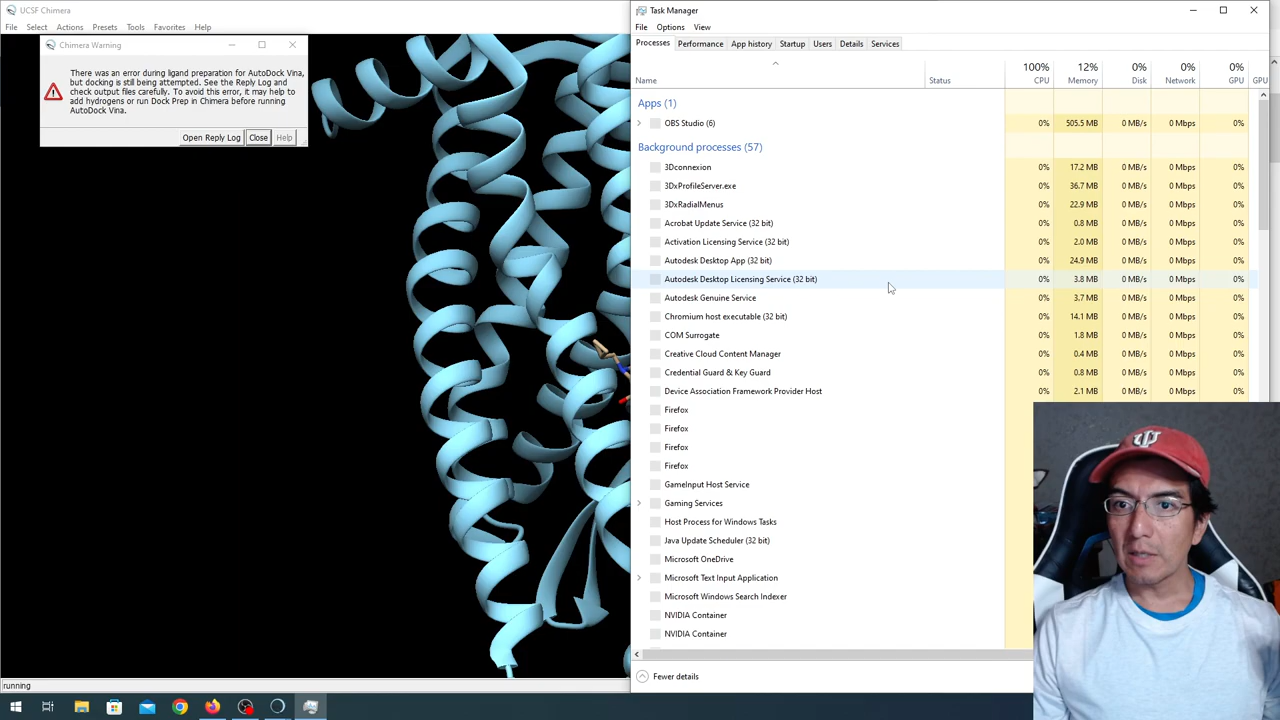 UCSF Chimera
File Select Actions Presets Tools Favorites Help
Chimera Warning
There was an error during ligand preparation for AutoDock Vina,
but docking is still being attempted. See the Reply Log and
check output files carefully. To avoid this error, it may help to
add hydrogens or run Dock Prep in Chimera before running
AutoDock Vina.
Open Reply Log Close Help
running
Task Manager
File Options View
Processes Performance App history Startup Users Details Services
100% 12% 0% 0% 0%
Name Status CPU Memory Disk Network GPU GPU
Apps (1)
OBS Studio (6) 0% 505.5 MB 0 MB/s 0 Mbps 0%
Background processes (57)
3Dconnexion 0% 17.2 MB 0 MB/s 0 Mbps 0%
3DxProfileServer.exe 0% 36.7 MB 0 MB/s 0 Mbps 0%
3DxRadialMenus 0% 22.9 MB 0 MB/s 0 Mbps 0%
Acrobat Update Service (32 bit) 0% 0.8 MB 0 MB/s 0 Mbps 0%
Activation Licensing Service (32 bit) 0% 2.0 MB 0 MB/s 0 Mbps 0%
Autodesk Desktop App (32 bit) 0% 24.9 MB 0 MB/s 0 Mbps 0%
Autodesk Desktop Licensing Service (32 bit) 0% 3.8 MB 0 MB/s 0 Mbps 0%
Autodesk Genuine Service 0% 3.7 MB 0 MB/s 0 Mbps 0%
Chromium host executable (32 bit) 0% 14.1 MB 0 MB/s 0 Mbps 0%
COM Surrogate 0% 1.8 MB 0 MB/s 0 Mbps 0%
Creative Cloud Content Manager 0% 0.4 MB 0 MB/s 0 Mbps 0%
Credential Guard & Key Guard 0% 0.8 MB 0 MB/s 0 Mbps 0%
Device Association Framework Provider Host 0% 2.1 MB 0 MB/s 0 Mbps 0%
Firefox
Firefox
Firefox
Firefox
GameInput Host Service
Gaming Services
Host Process for Windows Tasks
Java Update Scheduler (32 bit)
Microsoft OneDrive
Microsoft Text Input Application
Microsoft Windows Search Indexer
NVIDIA Container
NVIDIA Container
Fewer details